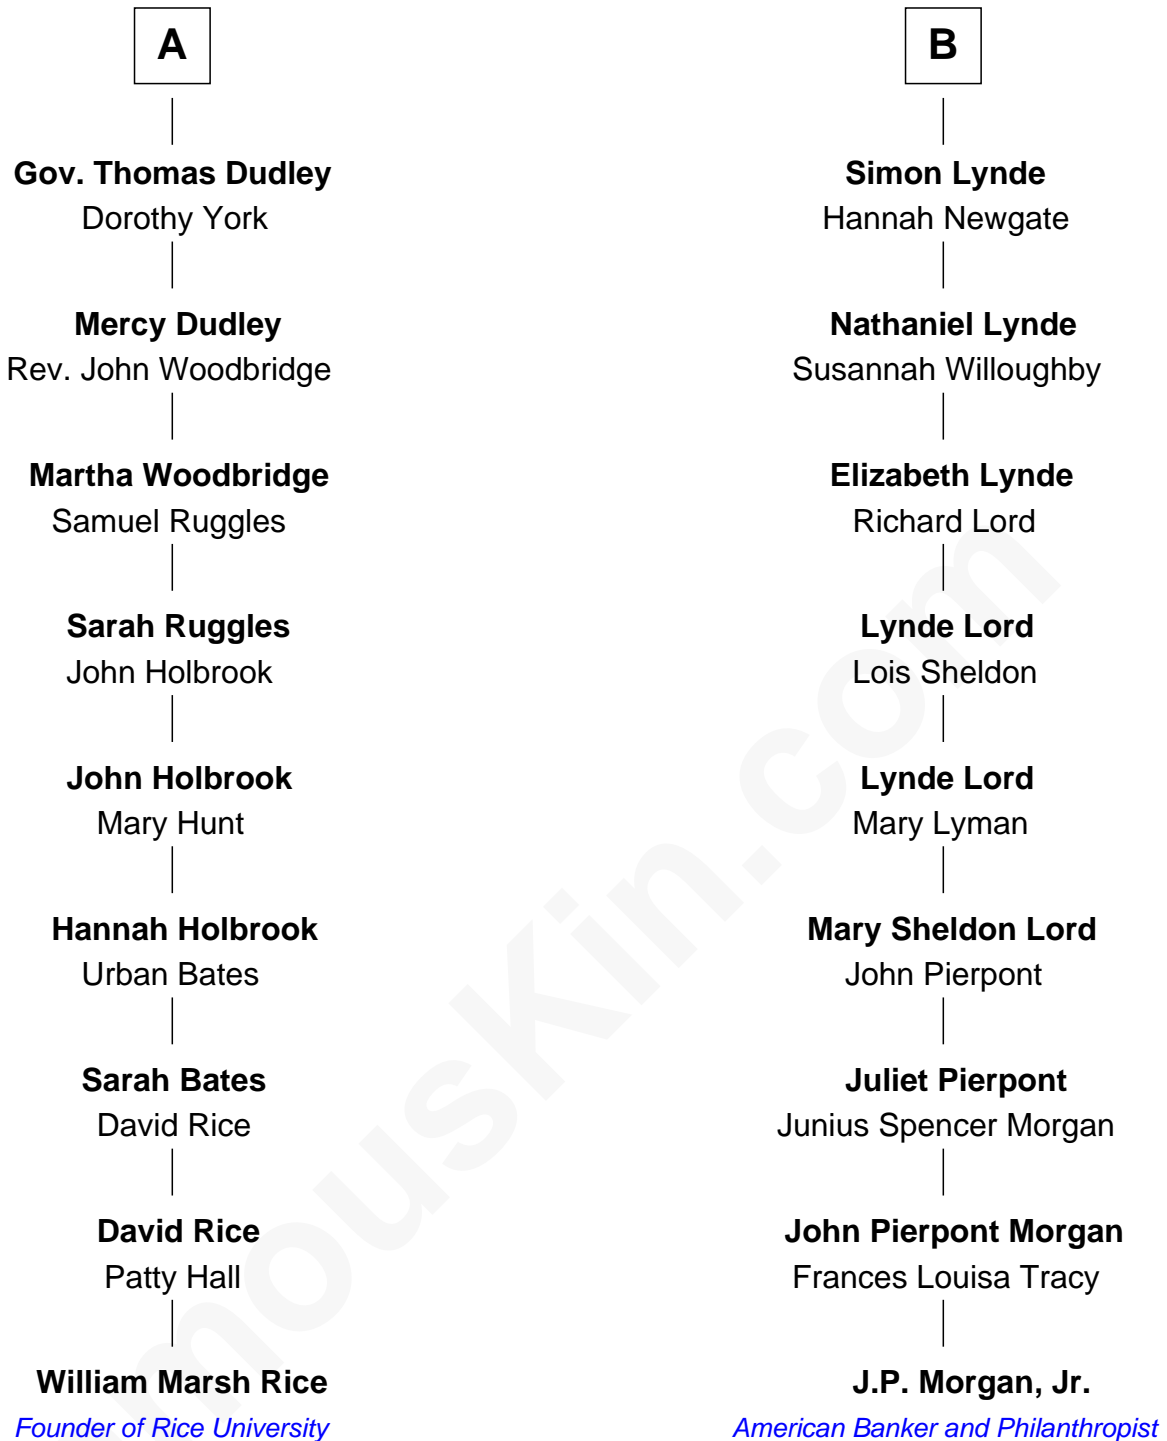 A
Gov. Thomas Dudley
Dorothy York
Mercy Dudley
Rev. John Woodbridge
Martha Woodbridge
Samuel Ruggles
Sarah Ruggles
John Holbrook
John Holbrook
Mary Hunt
Hannah Holbrook
Urban Bates
Sarah Bates
David Rice
David Rice
Patty Hall
William Marsh Rice
Founder of Rice University
B
Simon Lynde
Hannah Newgate
Nathaniel Lynde
Susannah Willoughby
Elizabeth Lynde
Richard Lord
Lynde Lord
Lois Sheldon
Lynde Lord
Mary Lyman
Mary Sheldon Lord
John Pierpont
Juliet Pierpont
Junius Spencer Morgan
John Pierpont Morgan
Frances Louisa Tracy
J.P. Morgan, Jr.
American Banker and Philanthropist
mousKin.com